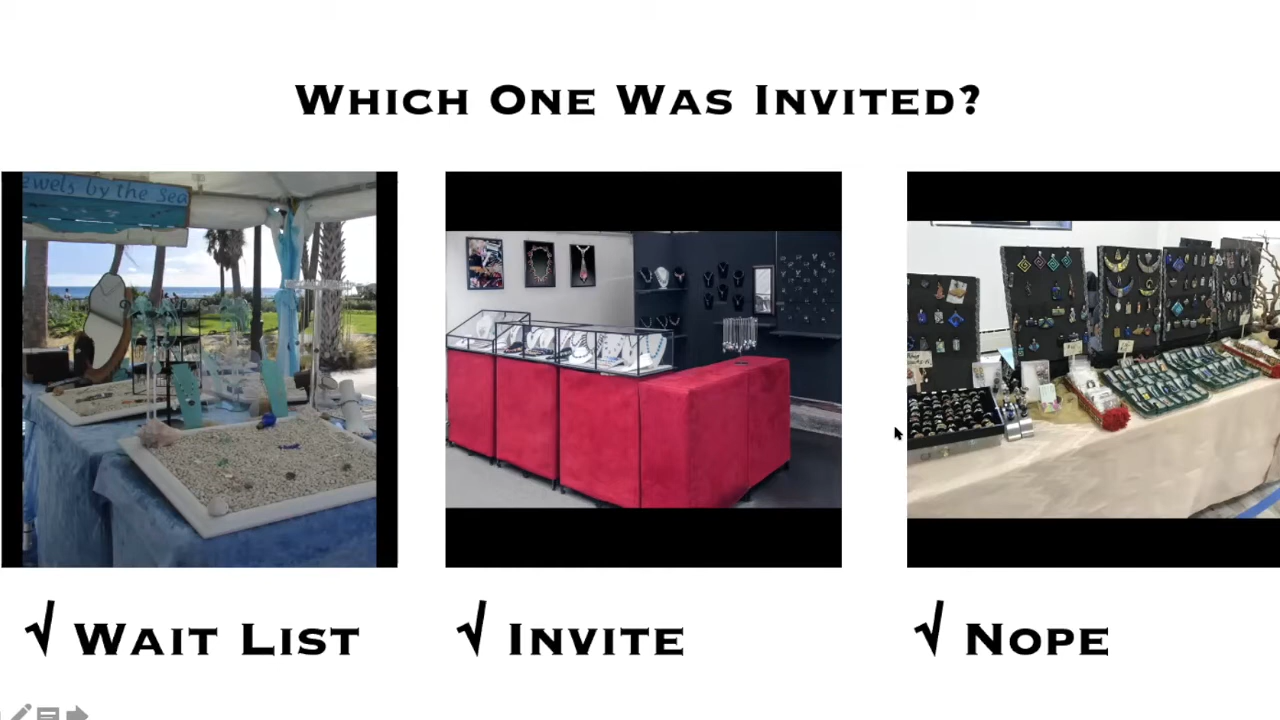 Which One Was Invited?
ewels by the Sea
√ Wait List
√ Invite
√ Nope